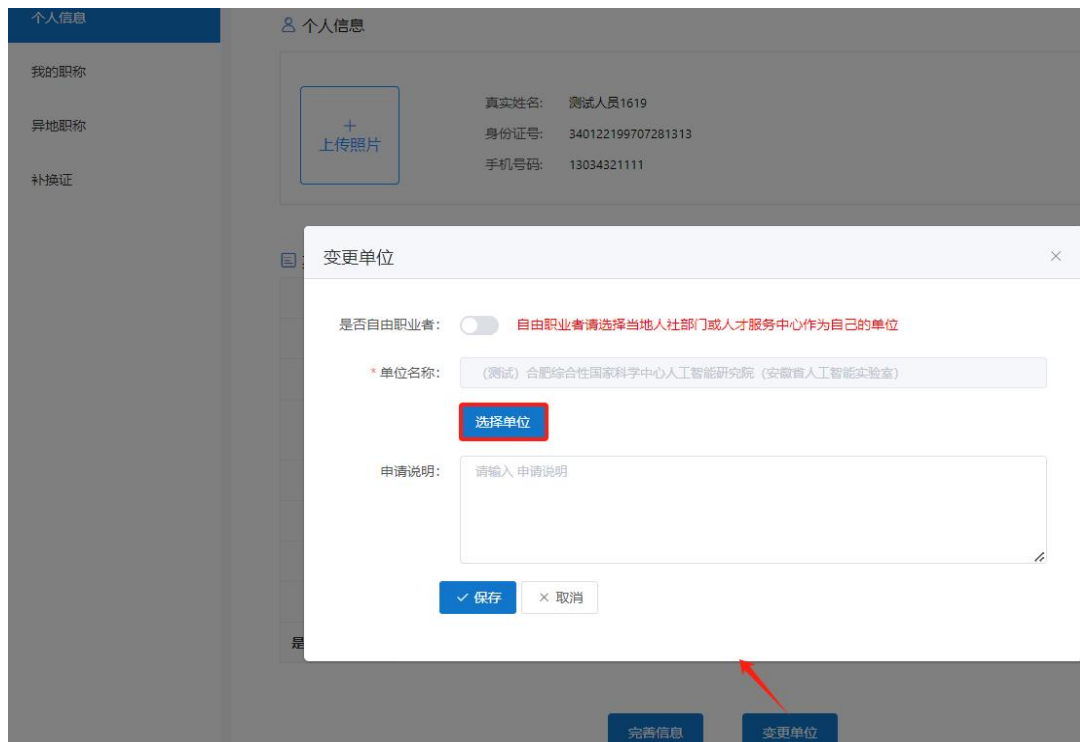 个人信息
个人信息
我的职称
异地职称
补换证
上传照片
真实姓名: 测试人员1619
身份证号: 340122199707281313
手机号码: 13034321111
变更单位
是否自由职业者: 自由职业者请选择当地人社部门或人才服务中心作为自己的单位
* 单位名称: (测试) 合肥综合性国家科学中心人工智能研究院（安徽省人工智能实验室）
选择单位
申请说明: 请输入 申请说明
保存 取消
是
完善信息 变更单位